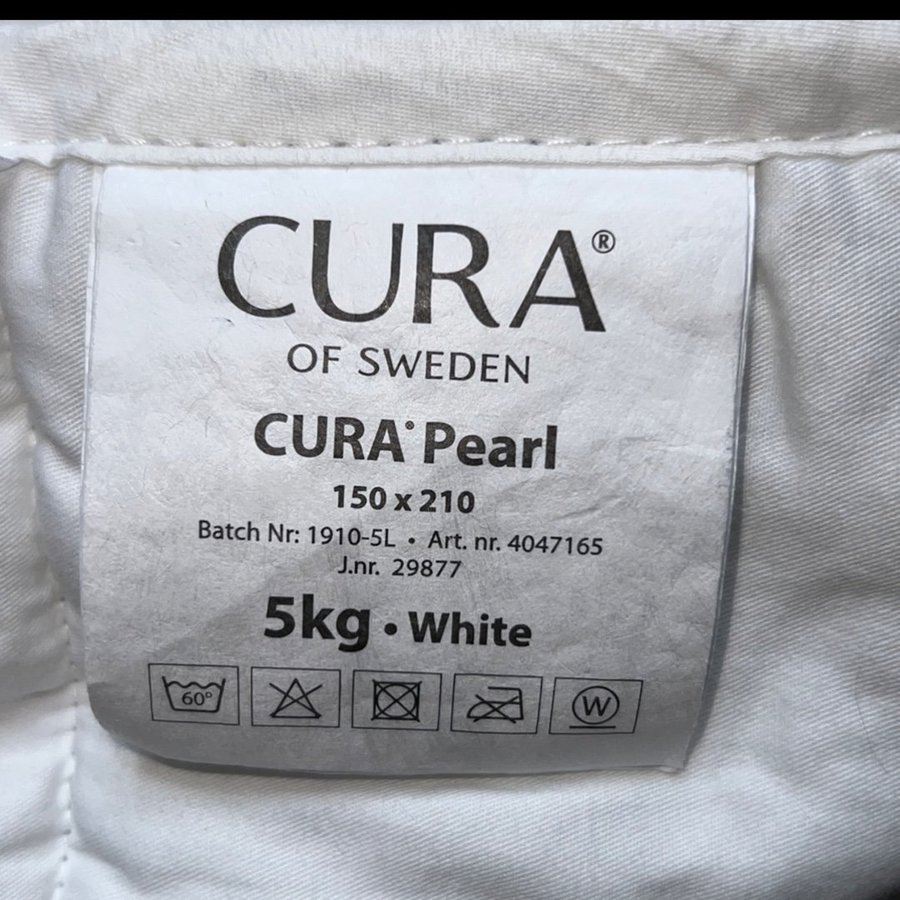 CURA®
OF SWEDEN
CURA® Pearl
150 x 210
Batch Nr: 1910-5L • Art. nr. 4047165
J.nr. 29877
5kg • White
60°
W